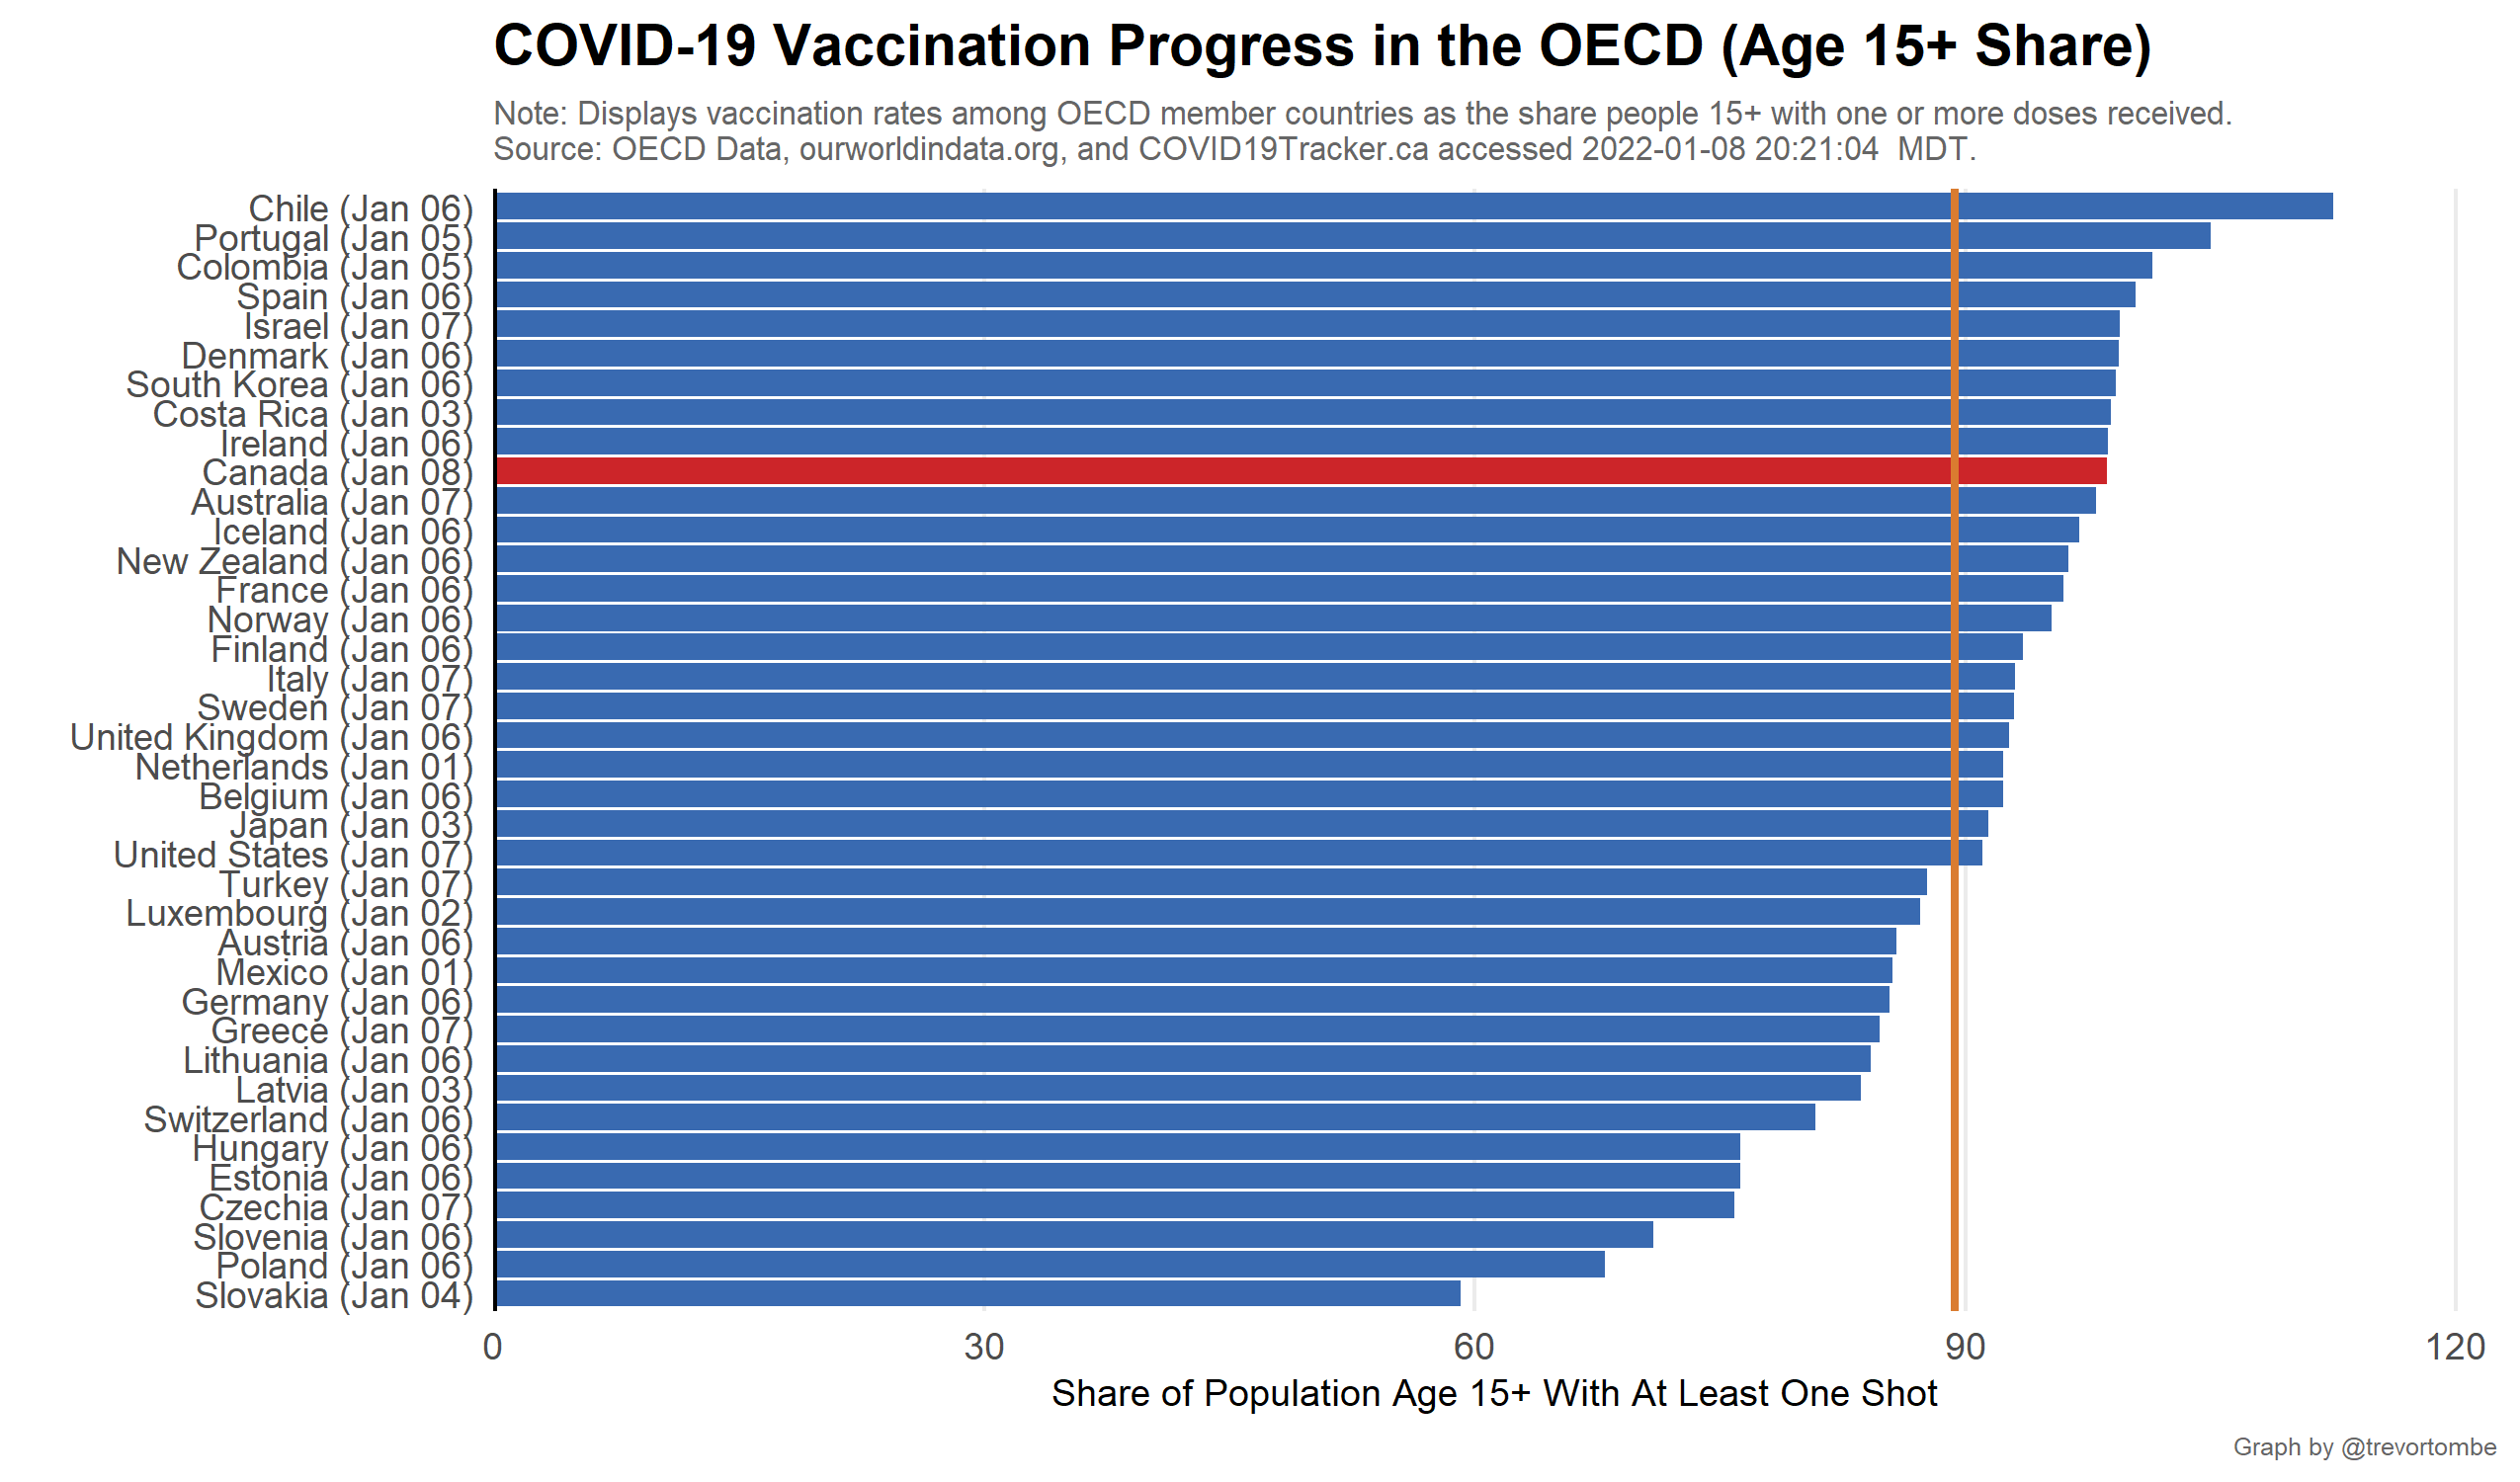 COVID-19 Vaccination Progress in the OECD (Age 15+ Share)
Note: Displays vaccination rates among OECD member countries as the share people 15+ with one or more doses received.
Source: OECD Data, ourworldindata.org, and COVID19Tracker.ca accessed 2022-01-08 20:21:04  MDT.
Chile (Jan 06)
Portugal (Jan 05)
Colombia (Jan 05)
Spain (Jan 06)
Israel (Jan 07)
Denmark (Jan 06)
South Korea (Jan 06)
Costa Rica (Jan 03)
Ireland (Jan 06)
Canada (Jan 08)
Australia (Jan 07)
Iceland (Jan 06)
New Zealand (Jan 06)
France (Jan 06)
Norway (Jan 06)
Finland (Jan 06)
Italy (Jan 07)
Sweden (Jan 07)
United Kingdom (Jan 06)
Netherlands (Jan 01)
Belgium (Jan 06)
Japan (Jan 03)
United States (Jan 07)
Turkey (Jan 07)
Luxembourg (Jan 02)
Austria (Jan 06)
Mexico (Jan 01)
Germany (Jan 06)
Greece (Jan 07)
Lithuania (Jan 06)
Latvia (Jan 03)
Switzerland (Jan 06)
Hungary (Jan 06)
Estonia (Jan 06)
Czechia (Jan 07)
Slovenia (Jan 06)
Poland (Jan 06)
Slovakia (Jan 04)
0 30 60 90 120
Share of Population Age 15+ With At Least One Shot
Graph by @trevortombe